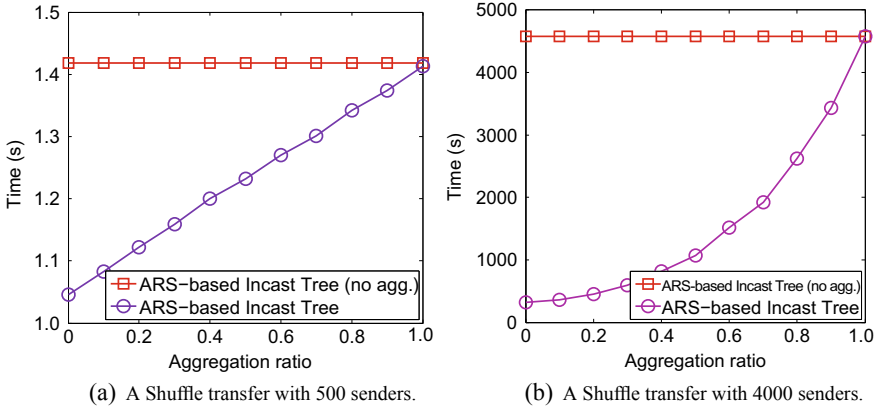 1.5
1.4
1.3
1.2
1.1
1.0
Time (s)
0 0.2 0.4 0.6 0.8 1.0
Aggregation ratio
ARS−based Incast Tree (no agg.)
ARS−based Incast Tree
(a) A Shuffle transfer with 500 senders.
5000
4000
3000
2000
1000
0
Time (s)
0 0.2 0.4 0.6 0.8 1.0
Aggregation ratio
ARS−based Incast Tree (no agg.)
ARS−based Incast Tree
(b) A Shuffle transfer with 4000 senders.